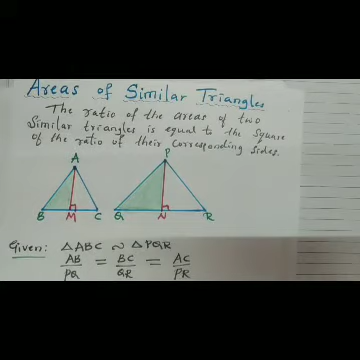 Areas of Similar Triangles
The ratio of the areas of two
Similar triangles is equal to the square
of the ratio of their corresponding sides.
A P
B M C Q N R
Given: △ABC ~ △PQR
AB/PQ = BC/QR = AC/PR